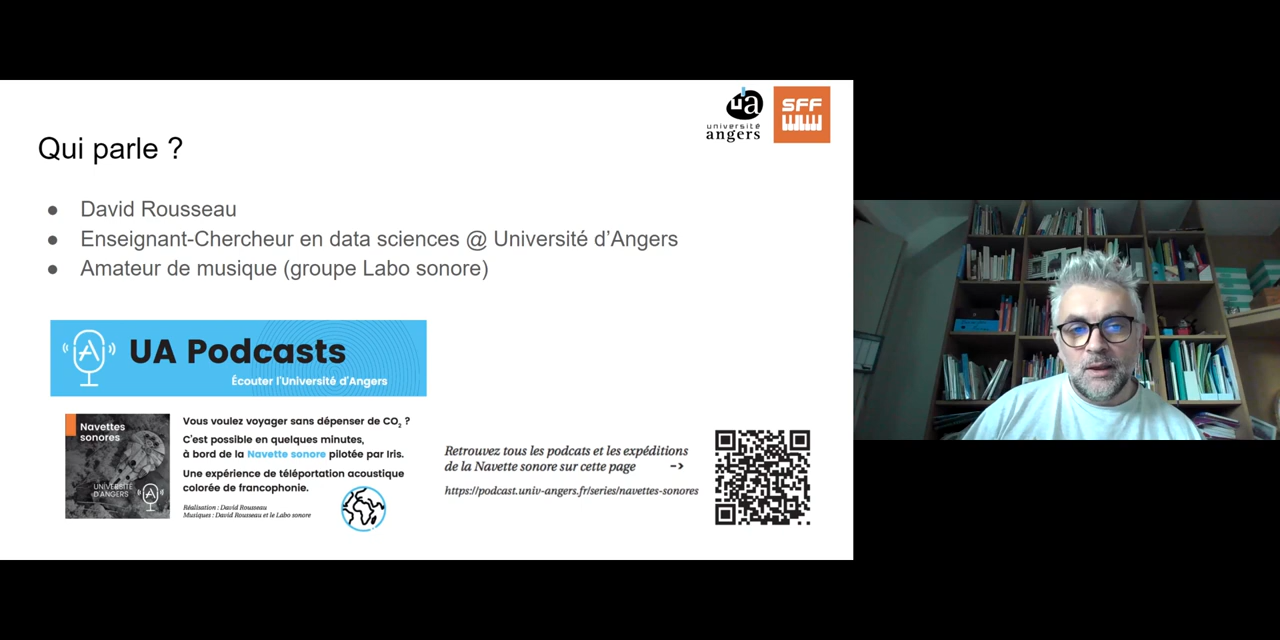 ua
université
angers
SFF
Qui parle ?
● David Rousseau
● Enseignant-Chercheur en data sciences @ Université d'Angers
● Amateur de musique (groupe Labo sonore)
UA Podcasts
Écouter l'Université d'Angers
Navettes
sonores
UNIVERSITÉ
D'ANGERS
Vous voulez voyager sans dépenser de CO₂ ?
C'est possible en quelques minutes,
à bord de la Navette sonore pilotée par Iris.
Une expérience de téléportation acoustique
colorée de francophonie.
Réalisation : David Rousseau
Musiques : David Rousseau et le Labo sonore
Retrouvez tous les podcats et les expéditions
de la Navette sonore sur cette page -->
https://podcast.univ-angers.fr/series/navettes-sonores